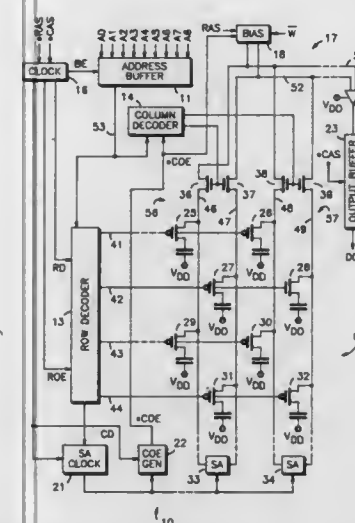 *RAS
*CAS
A0 A1 A2 A3 A4 A5 A6 A7 A8
RAS
BIAS
W
17
18
CLOCK
BE
16
ADDRESS BUFFER
11
52
VDD
14
COLUMN DECODER
53
*COE
23
*CAS
OUTPUT BUFFER
36
37
38
39
56
46
47
48
49
57
25
26
41
VDD
VDD
RD
13
ROW DECODER
42
27
28
VDD
VDD
43
29
30
VDD
VDD
ROE
44
31
32
VDD
VDD
*COE
CD
SA CLOCK
21
COE GEN
22
33
SA
34
SA
10